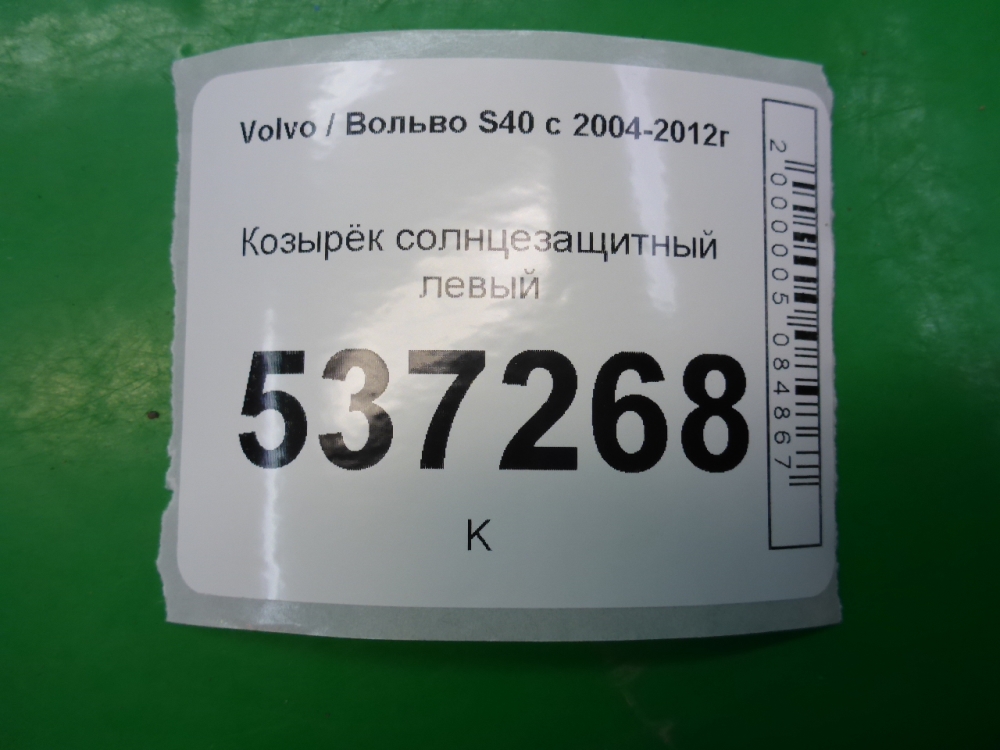 Volvo / Вольво S40 с 2004-2012г
Козырёк солнцезащитный
левый
537268
К
2000005084867